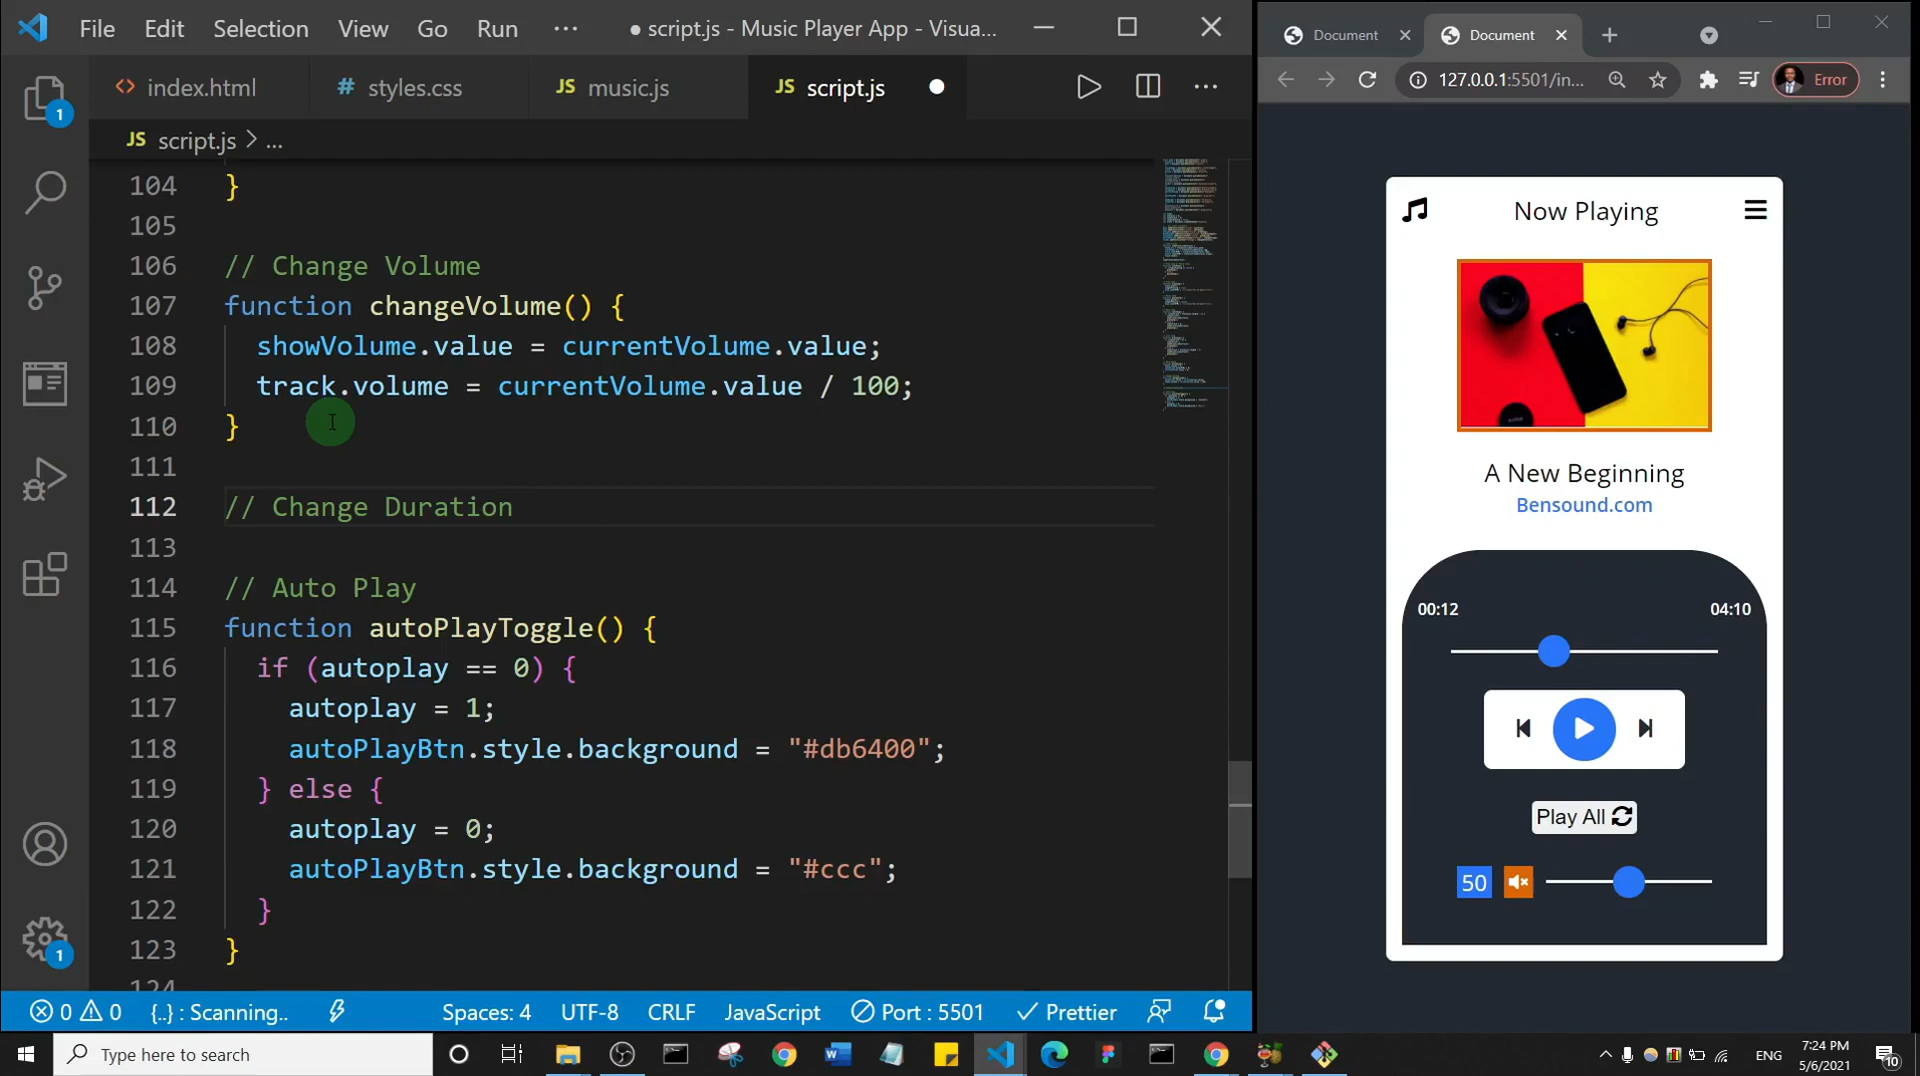 File Edit Selection View Go Run ··· ● script.js - Music Player App - Visua...
index.html # styles.css JS music.js JS script.js
JS script.js > ...
104 }
105
106 // Change Volume
107 function changeVolume() {
108 showVolume.value = currentVolume.value;
109 track.volume = currentVolume.value / 100;
110 }
111
112 // Change Duration
113
114 // Auto Play
115 function autoPlayToggle() {
116 if (autoplay == 0) {
117 autoplay = 1;
118 autoPlayBtn.style.background = "#db6400";
119 } else {
120 autoplay = 0;
121 autoPlayBtn.style.background = "#ccc";
122 }
123 }
124
1
1
0 0 {..} : Scanning.. Spaces: 4 UTF-8 CRLF JavaScript Port : 5501 Prettier
Document Document
127.0.0.1:5501/in... Error
Now Playing
A New Beginning
Bensound.com
00:12 04:10
Play All
50
Type here to search
ENG 7:24 PM
5/6/2021
10